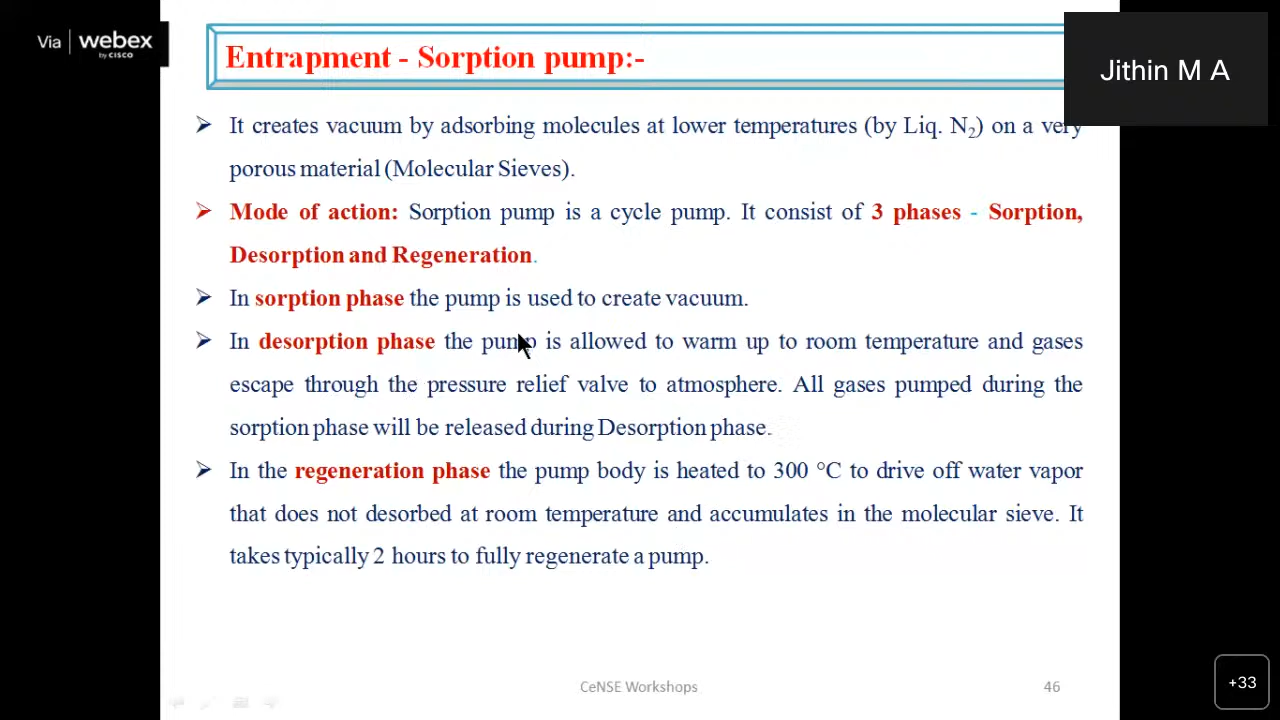 Via webex
by CISCO
Entrapment - Sorption pump:-
Jithin M A
➢ It creates vacuum by adsorbing molecules at lower temperatures (by Liq. N₂) on a very
porous material (Molecular Sieves).
➢ Mode of action: Sorption pump is a cycle pump. It consist of 3 phases - Sorption,
Desorption and Regeneration.
➢ In sorption phase the pump is used to create vacuum.
➢ In desorption phase the pump is allowed to warm up to room temperature and gases
escape through the pressure relief valve to atmosphere. All gases pumped during the
sorption phase will be released during Desorption phase.
➢ In the regeneration phase the pump body is heated to 300 °C to drive off water vapor
that does not desorbed at room temperature and accumulates in the molecular sieve. It
takes typically 2 hours to fully regenerate a pump.
CeNSE Workshops
46
+33